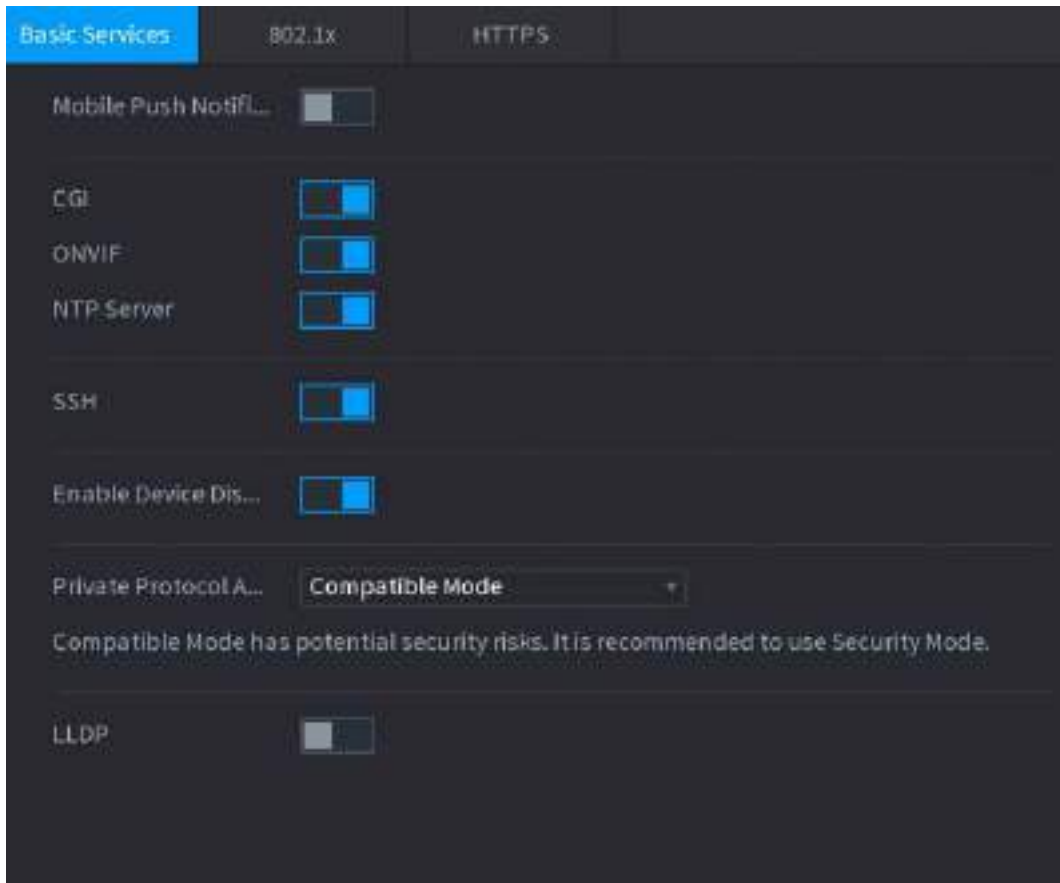 Basic Services 802.1x HTTPS
Mobile Push Notifi...
CGI
ONVIF
NTP Server
SSH
Enable Device Dis...
Private Protocol A... Compatible Mode
Compatible Mode has potential security risks. It is recommended to use Security Mode.
LLDP